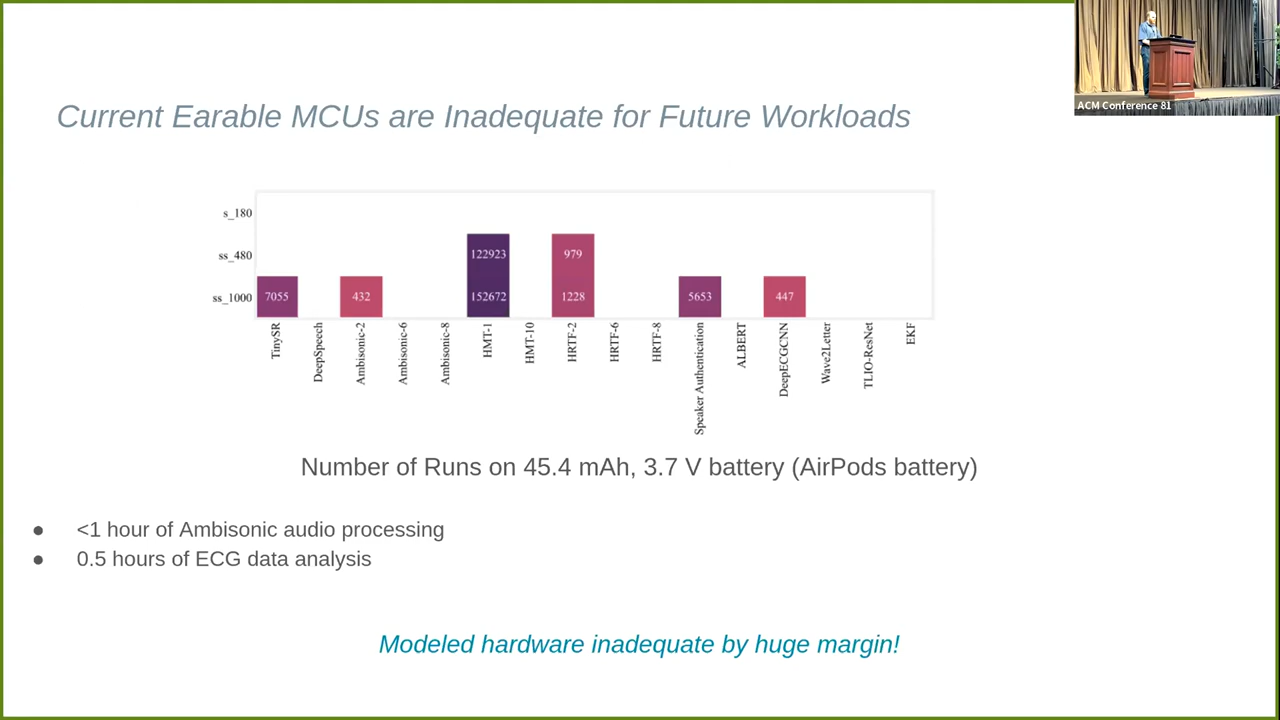 ACM Conference 81
Current Earable MCUs are Inadequate for Future Workloads
s_180
ss_480 122923 979
ss_1000 7055 432 152672 1228 5653 447
TinySR DeepSpeech Ambisonic-2 Ambisonic-6 Ambisonic-8 HMT-1 HMT-10 HRTF-2 HRTF-6 HRTF-8 Speaker Authentication ALBERT DeepECGCNN Wave2Letter TLIO-ResNet EKF
Number of Runs on 45.4 mAh, 3.7 V battery (AirPods battery)
● <1 hour of Ambisonic audio processing
● 0.5 hours of ECG data analysis
Modeled hardware inadequate by huge margin!